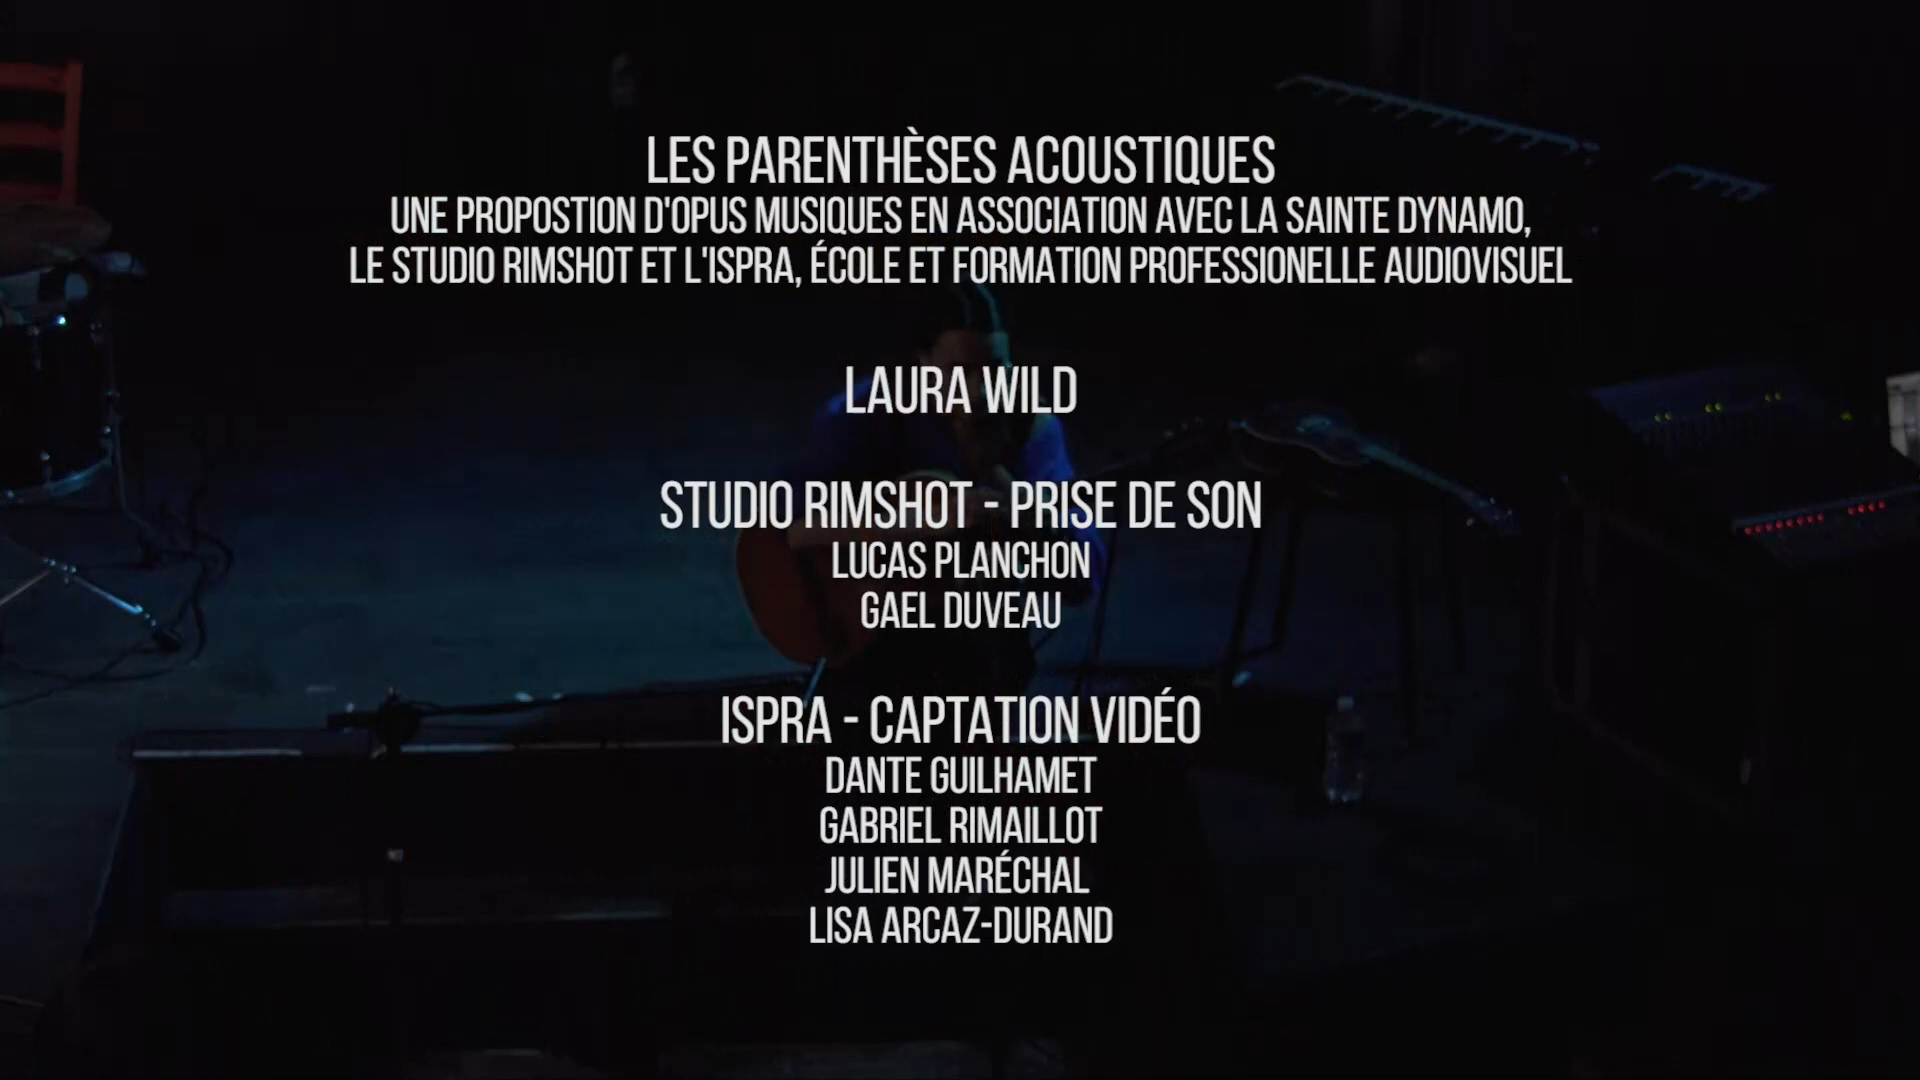 LES PARENTHÈSES ACOUSTIQUES
UNE PROPOSTION D'OPUS MUSIQUES EN ASSOCIATION AVEC LA SAINTE DYNAMO,
LE STUDIO RIMSHOT ET L'ISPRA, ÉCOLE ET FORMATION PROFESSIONELLE AUDIOVISUEL
LAURA WILD
STUDIO RIMSHOT - PRISE DE SON
LUCAS PLANCHON
GAEL DUVEAU
ISPRA - CAPTATION VIDÉO
DANTE GUILHAMET
GABRIEL RIMAILLOT
JULIEN MARÉCHAL
LISA ARCAZ-DURAND